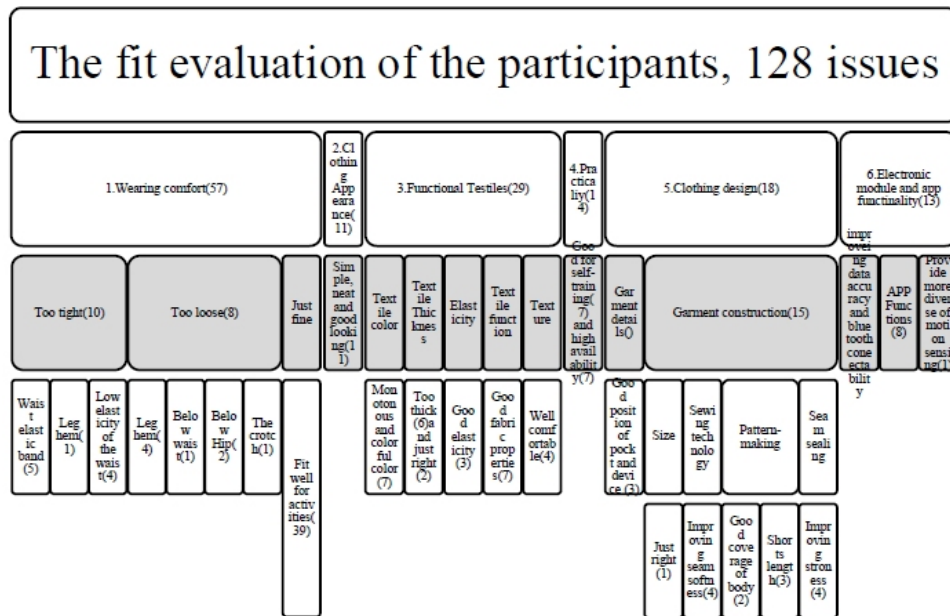 The fit evaluation of the participants, 128 issues
1.Wearing comfort(57)
2.Cl
othin
g
App
eara
nce(
11)
3.Functional Testiles(29)
4.Pra
ctica
liy(1
4)
5.Clothing design(18)
6.Electronic
module and app
functinality(13)
Too tight(10)
Too loose(8)
Just
fine
Sim
ple,
neat
and
good
loo
king(1
1)
Text
ile
color
Text
ile
Thic
knes
s
Elast
icity
Text
ile
funct
ion
Text
ure
Goo
d for
self-
train
ing(
7)
and
high
avail
abilit
y(7)
Gar
ment
detai
ls()
Garment construction(15)
improvei
ng data
accu
racy
and
blue
tooth
cone
ectab
ility
APP
Func
tions
(8)
Prov
ide
more
diver
se of
moti
on
sensi
ng(1)
Wais
t
elast
ic
band
(5)
Leg
hem(
1)
Low
elast
icity
of
the
wais
t(4)
Leg
hem(
4)
Belo
w
waist
(1)
Belo
w
Hip(
2)
The
crotc
h(1)
Fit
well
for
activ
ities(
39)
Mon
oton
ous
and
color
ful
color
(7)
Too
thick
(6)a
nd
just
right
(2)
Goo
d
elast
icity
(3)
Goo
d
fabri
c
prop
ertie
s(7)
Well
comf
ortab
le(4)
Goo
d
posit
ion
of
pock
t and
devi
ce (3)
Size
Sewi
ng
tech
nolo
gy
Pattern-
making
Sea
m
seali
ng
Just
right
(1)
Impr
ovin
g
seam
softn
ess(4)
Goo
d
cove
rage
of
body
(2)
Shor
ts
lengt
h(3)
Impr
ovin
g
stron
ess
(4)